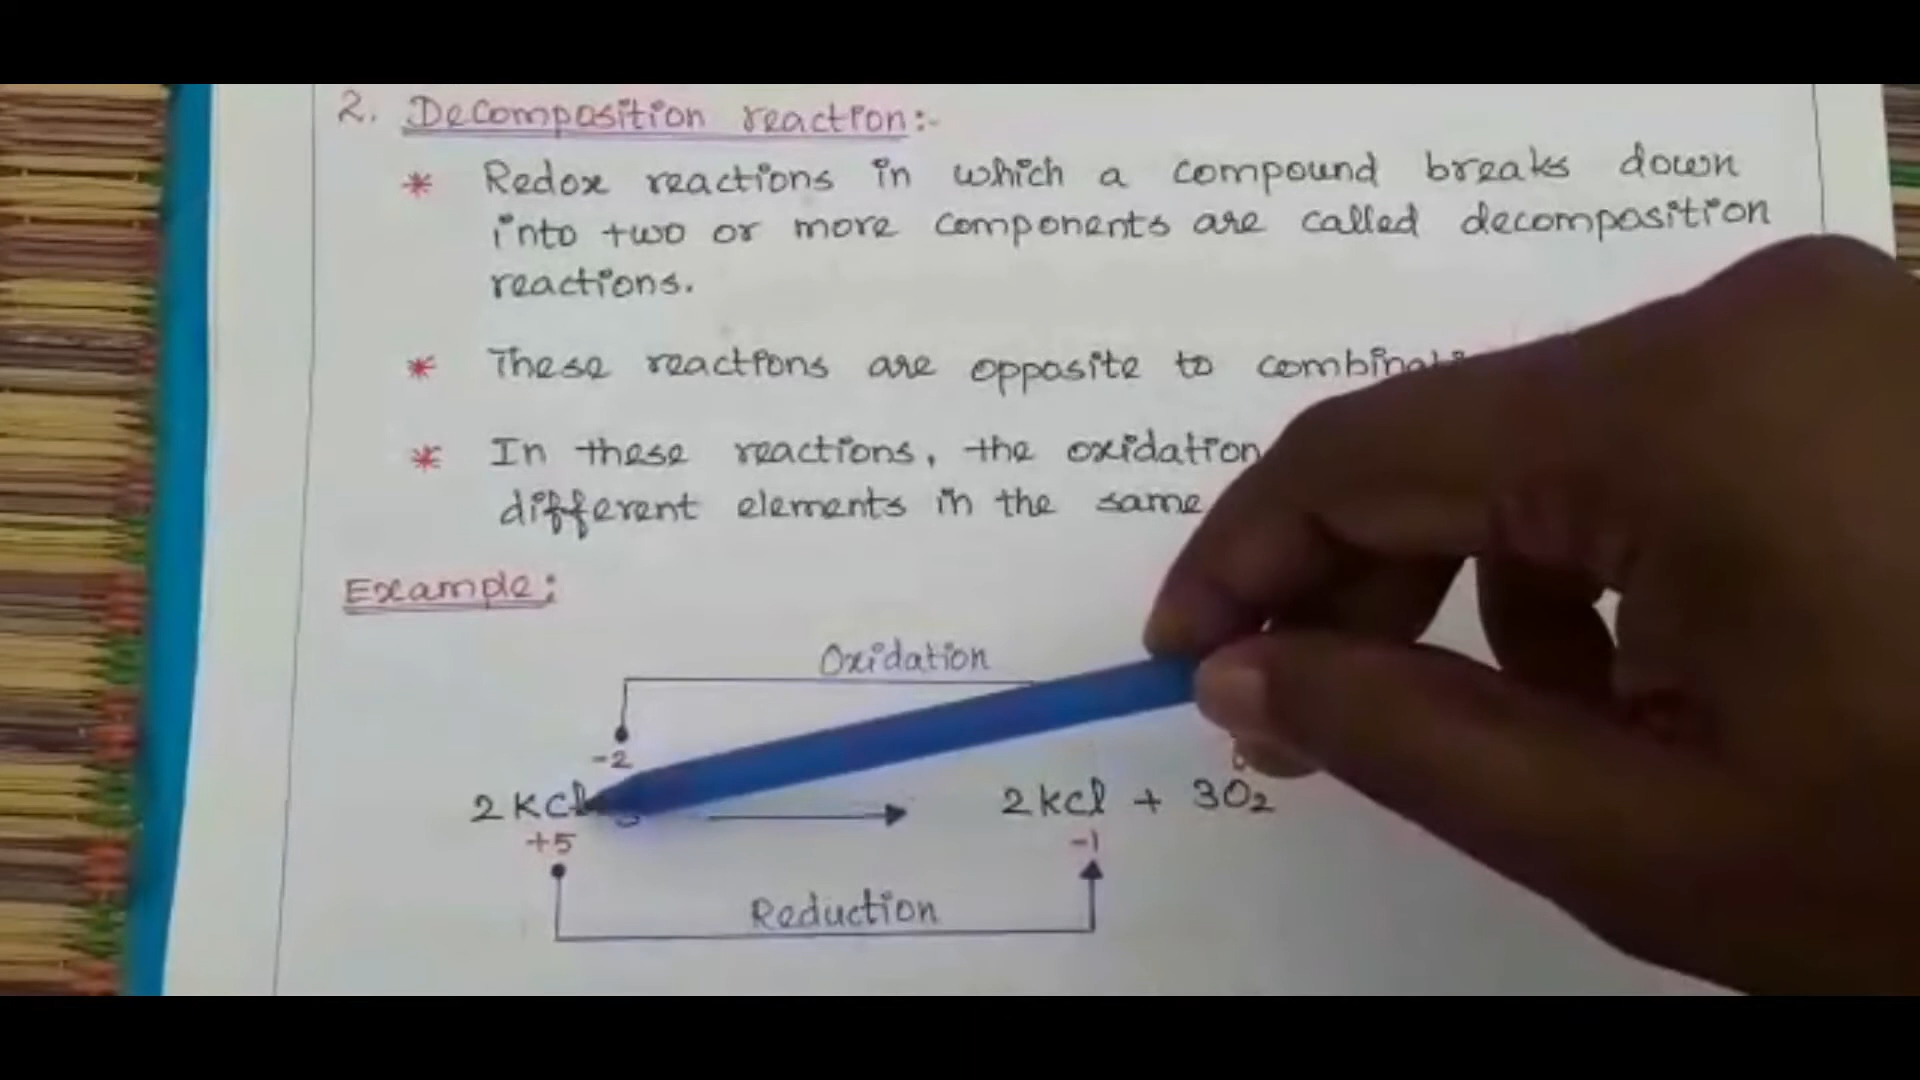 2. Decomposition reaction:-
* Redox reactions in which a compound breaks down
into two or more components are called decomposition
reactions.
* These reactions are opposite to
* In these reactions, the oxidation
different elements in the same
Example:
Oxidation
-2
2KCl → 2KCl + 3O₂
+5 -1
Reduction